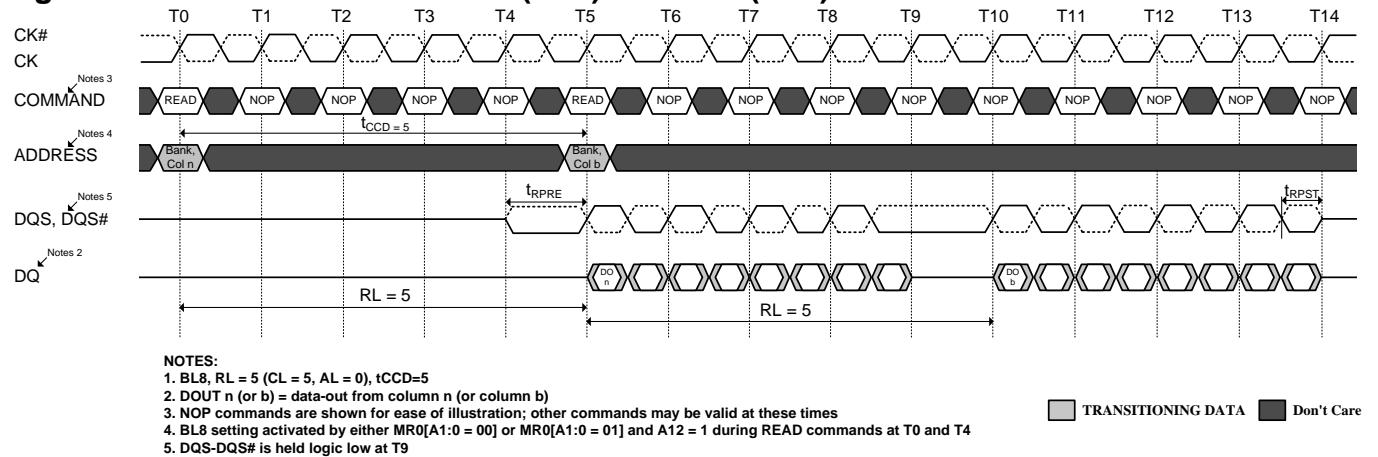 T0 T1 T2 T3 T4 T5 T6 T7 T8 T9 T10 T11 T12 T13 T14
CK#
CK
Notes 3
COMMAND
READ NOP NOP NOP NOP READ NOP NOP NOP NOP NOP NOP NOP NOP NOP
tCCD = 5
Notes 4
ADDRESS
Bank,
Col n
Bank,
Col b
Notes 5
DQS, DQS#
tRPRE
tRPST
Notes 2
DQ
DO
n
DO
b
RL = 5
RL = 5
NOTES:
1. BL8, RL = 5 (CL = 5, AL = 0), tCCD=5
2. DOUT n (or b) = data-out from column n (or column b)
3. NOP commands are shown for ease of illustration; other commands may be valid at these times
4. BL8 setting activated by either MR0[A1:0 = 00] or MR0[A1:0 = 01] and A12 = 1 during READ commands at T0 and T4
5. DQS-DQS# is held logic low at T9
TRANSITIONING DATA
Don't Care